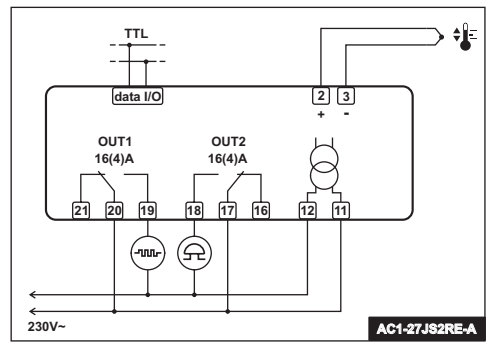 TTL
data I/O
2 3
+ -
OUT1
16(4)A
OUT2
16(4)A
21 20 19 18 17 16 12 11
230V~
AC1-27JS2RE-A